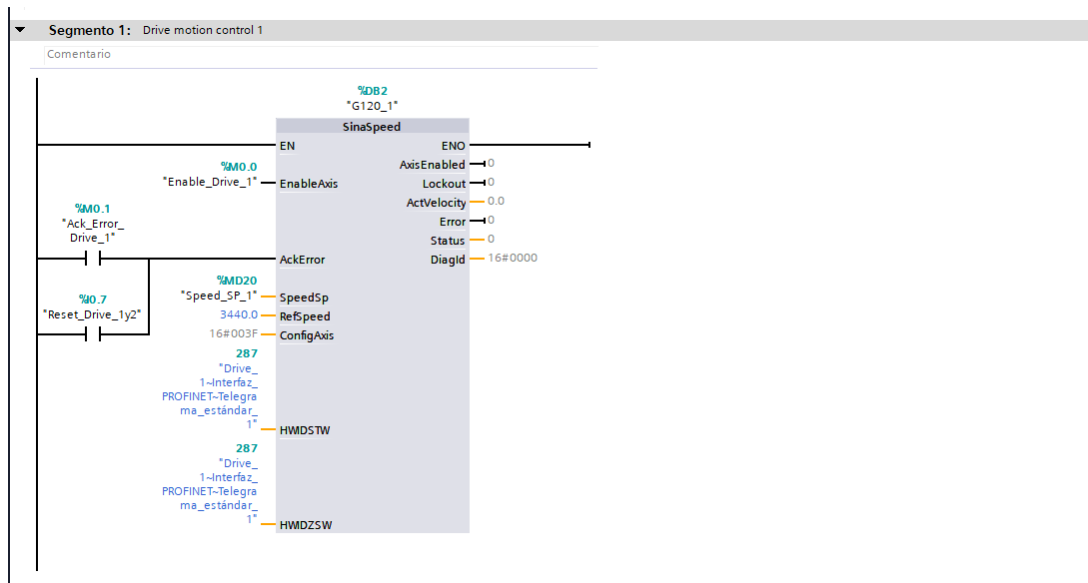 Segmento 1: Drive motion control 1
Comentario
%DB2
"G120_1"
SinaSpeed
EN ENO
%M0.0
"Enable_Drive_1" EnableAxis
AxisEnabled 0
Lockout 0
ActVelocity 0.0
Error 0
Status 0
DiagId 16#0000
%M0.1
"Ack_Error_
Drive_1"
AckError
%I0.7
"Reset_Drive_1y2"
%MD20
"Speed_SP_1" SpeedSp
3440.0 RefSpeed
16#003F ConfigAxis
287
"Drive_
1~Interfaz_
PROFINET~Telegra
ma_estándar_
1" HWIDSTW
287
"Drive_
1~Interfaz_
PROFINET~Telegra
ma_estándar_
1" HWIDZSW